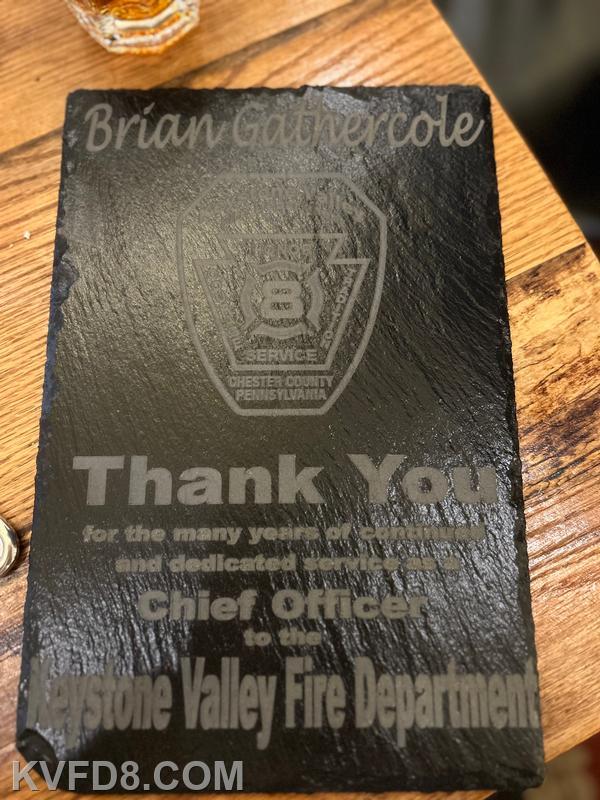 Brian Gathercole
8
SERVICE
CHESTER COUNTY
PENNSYLVANIA
Thank You
for the many years of continued
and dedicated service as a
Chief Officer
to the
Keystone Valley Fire Department
KVFD8.COM